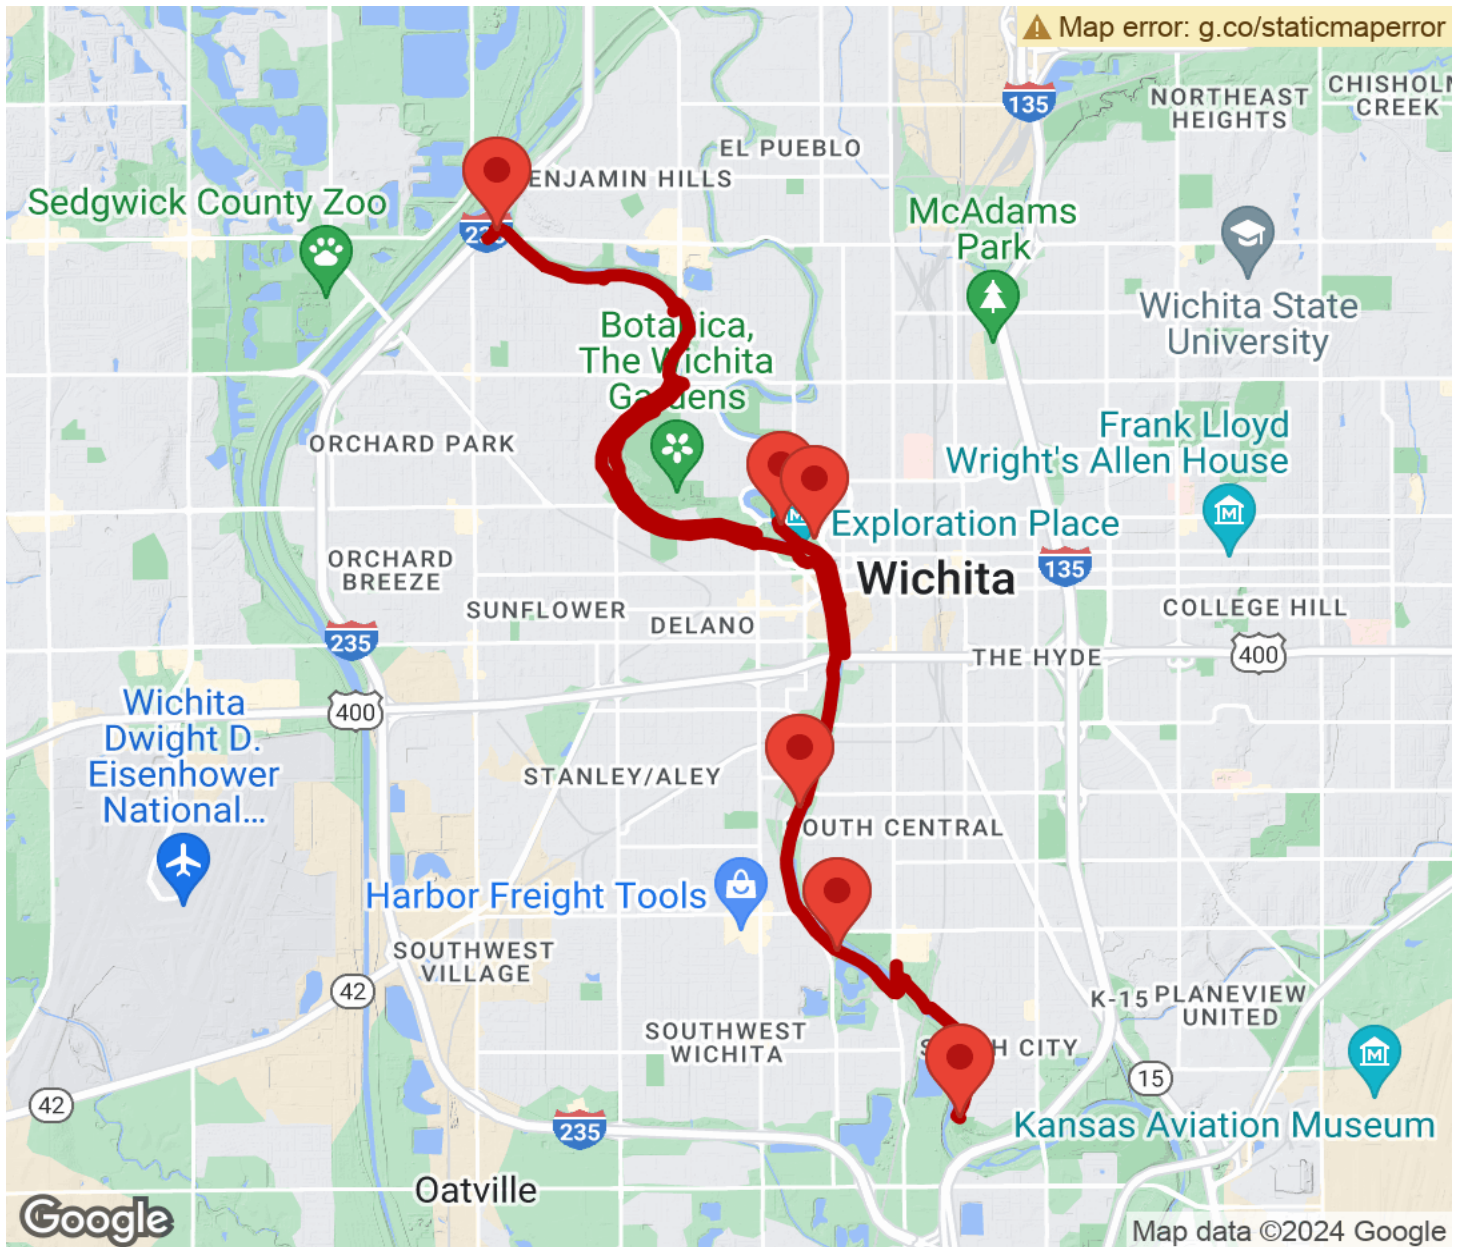 Map error: g.co/staticmaperror
135
NORTHEAST
HEIGHTS
CHISHOL
CREEK
EL PUEBLO
ENJAMIN HILLS
Sedgwick County Zoo
McAdams
Park
Wichita State
University
Botanica,
The Wichita
Gardens
ORCHARD PARK
Frank Lloyd
Wright's Allen House
Exploration Place
Wichita
135
ORCHARD
BREEZE
SUNFLOWER
DELANO
COLLEGE HILL
235
THE HYDE
400
400
Wichita
Dwight D.
Eisenhower
National...
STANLEY/ALEY
OUTH CENTRAL
Harbor Freight Tools
SOUTHWEST
VILLAGE
42
K-15
PLANEVIEW
UNITED
SOUTHWEST
WICHITA
H CITY
15
42
235
Kansas Aviation Museum
Oatville
Google
Map data ©2024 Google